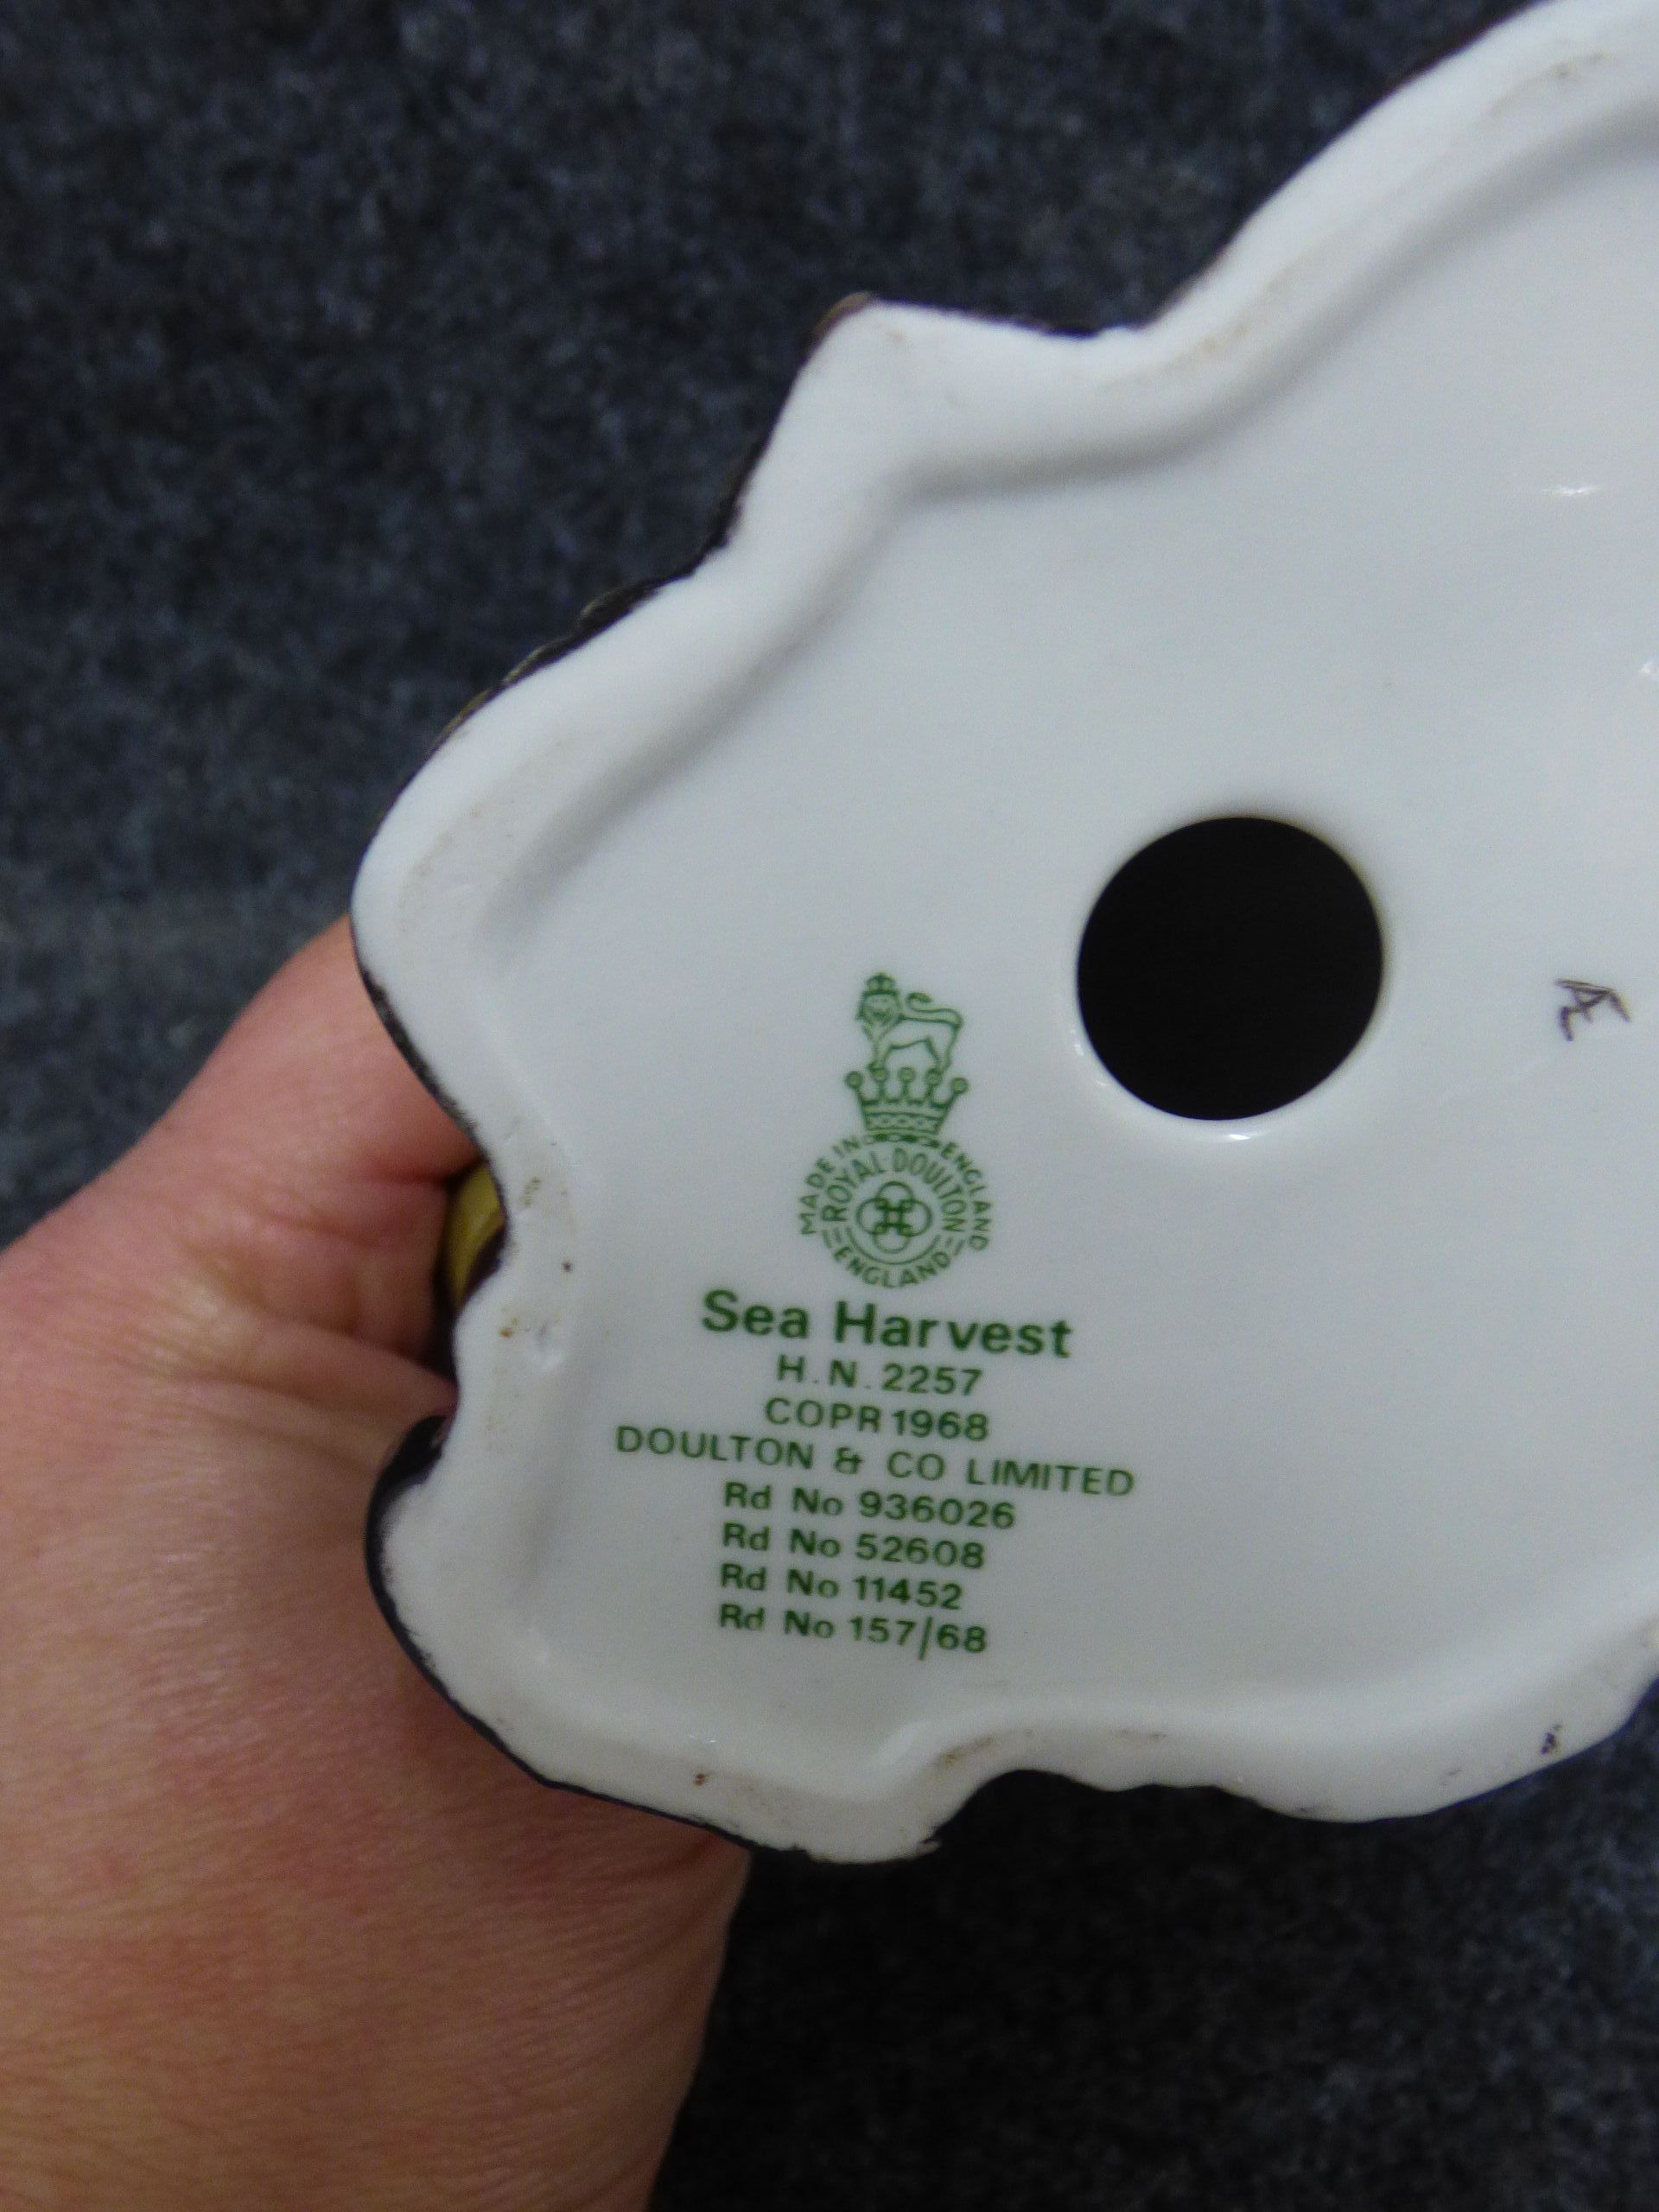 MADE IN ENGLAND
ROYAL DOULTON
ENGLAND
Sea Harvest
H.N.2257
COPR 1968
DOULTON & CO LIMITED
Rd No 936026
Rd No 52608
Rd No 11452
Rd No 157/68
Æ